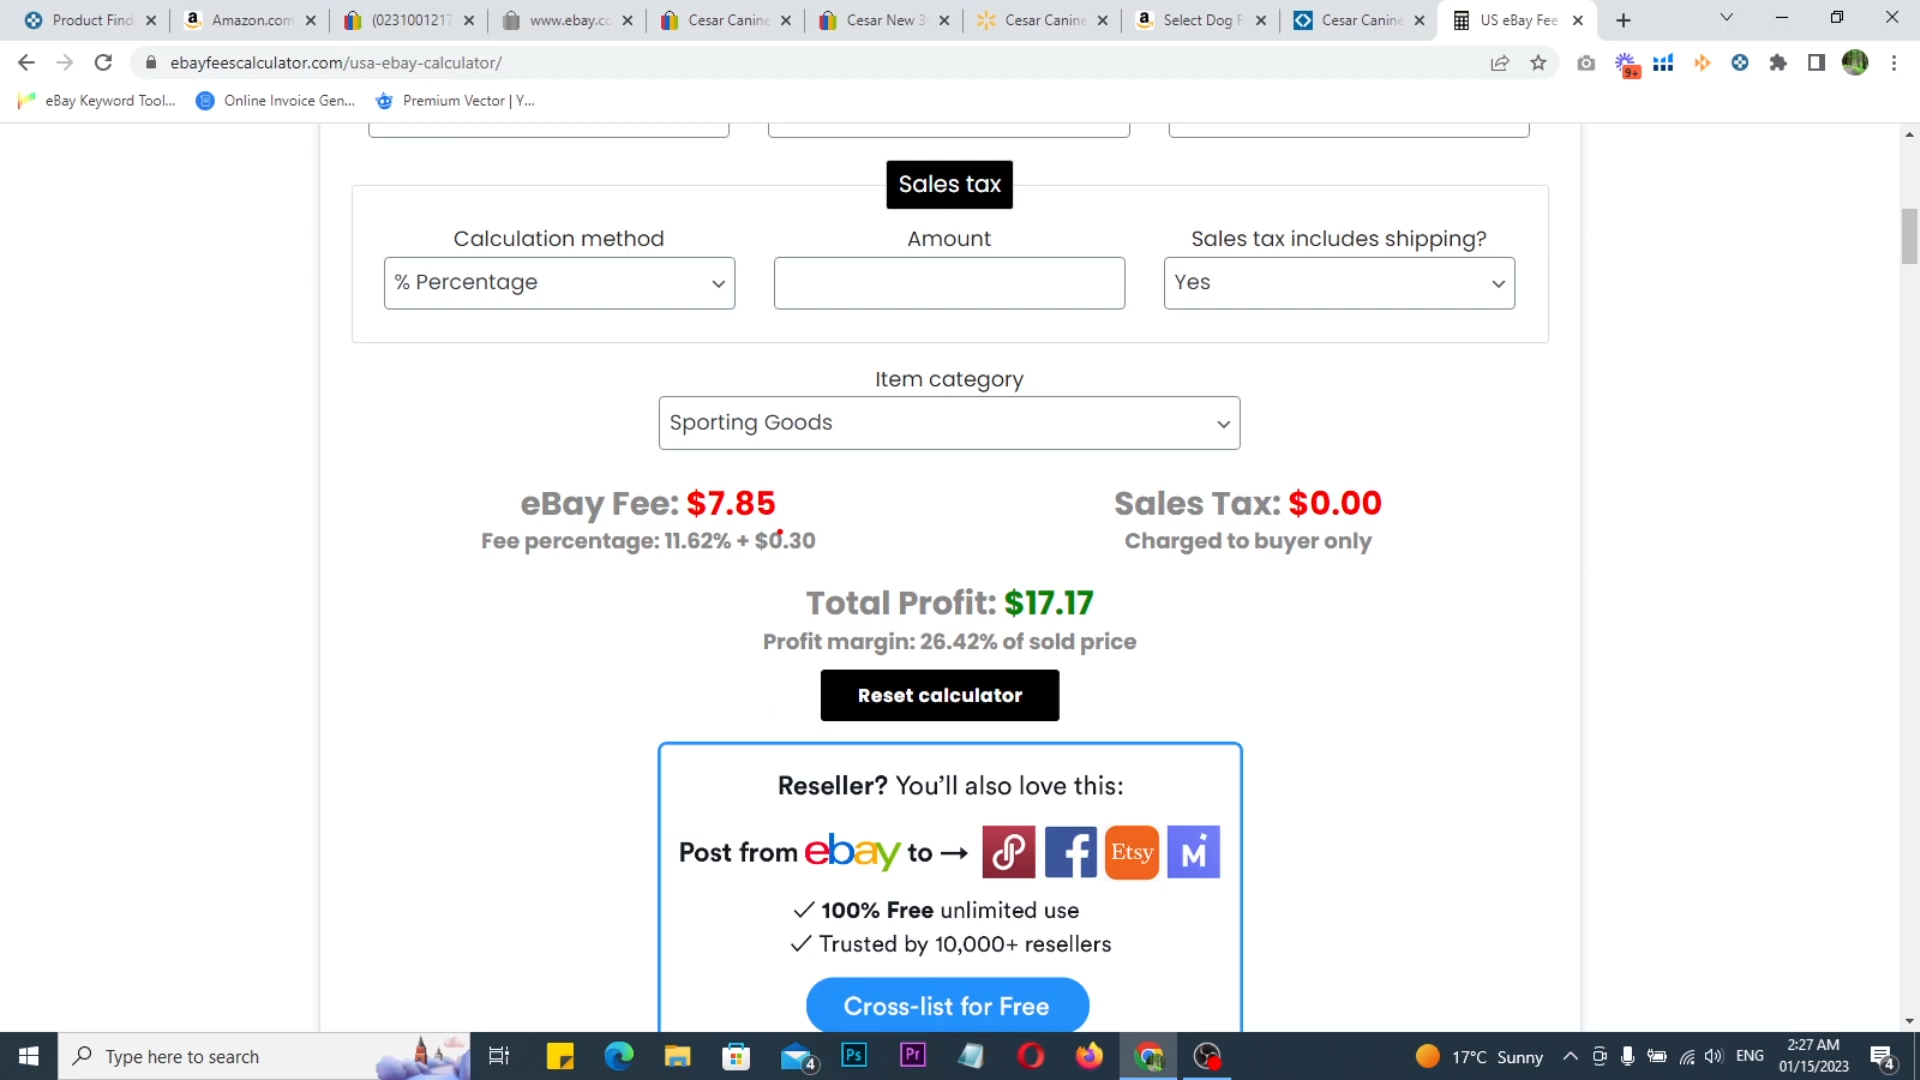 Product Find
Amazon.com
(0231001217
www.ebay.co
Cesar Canine
Cesar New 3
Cesar Canine
Select Dog F
Cesar Canine
US eBay Fee
ebayfeescalculator.com/usa-ebay-calculator/
9+
eBay Keyword Tool...
Online Invoice Gen...
Premium Vector | Y...
Sales tax
Calculation method
Amount
Sales tax includes shipping?
% Percentage
Yes
Item category
Sporting Goods
eBay Fee: $7.85
Sales Tax: $0.00
Fee percentage: 11.62% + $0.30
Charged to buyer only
Total Profit: $17.17
Profit margin: 26.42% of sold price
Reset calculator
Reseller? You'll also love this:
Post from ebay to →
Etsy
M
✓ 100% Free unlimited use
✓ Trusted by 10,000+ resellers
Cross-list for Free
Type here to search
4
Ps
Pr
17°C Sunny
ENG
2:27 AM
01/15/2023
4